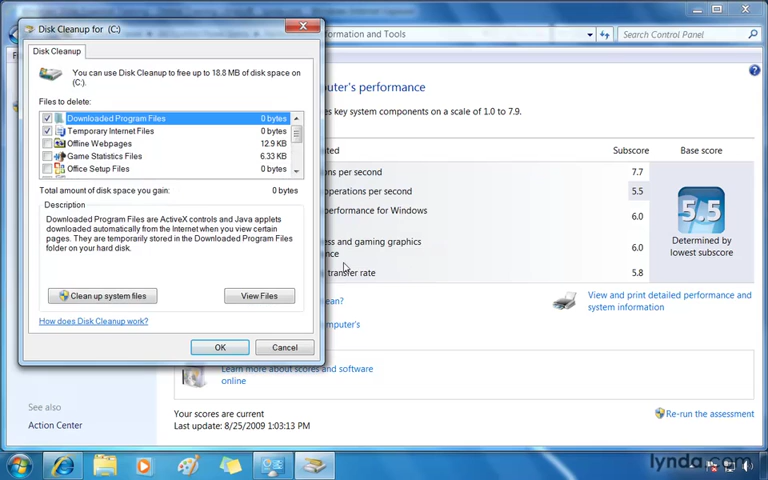 Disk Cleanup for (C:)
Disk Cleanup
You can use Disk Cleanup to free up to 18.8 MB of disk space on
(C:).
Files to delete:
Downloaded Program Files 0 bytes
Temporary Internet Files 0 bytes
Offline Webpages 12.9 KB
Game Statistics Files 6.33 KB
Office Setup Files 0 bytes
Total amount of disk space you gain: 0 bytes
Description
Downloaded Program Files are ActiveX controls and Java applets
downloaded automatically from the Internet when you view certain
pages. They are temporarily stored in the Downloaded Program Files
folder on your hard disk.
Clean up system files
View Files
How does Disk Cleanup work?
OK
Cancel
formation and Tools
Search Control Panel
puter's performance
es key system components on a scale of 1.0 to 7.9.
ted Subscore Base score
ons per second 7.7
operations per second 5.5
performance for Windows 6.0
ess and gaming graphics 6.0
nce
transfer rate 5.8
5.5
Determined by
lowest subscore
ean?
View and print detailed performance and
system information
mputer's
Learn more about scores and software
online
See also
Action Center
Your scores are current
Last update: 8/25/2009 1:03:13 PM
Re-run the assessment
lynda.com